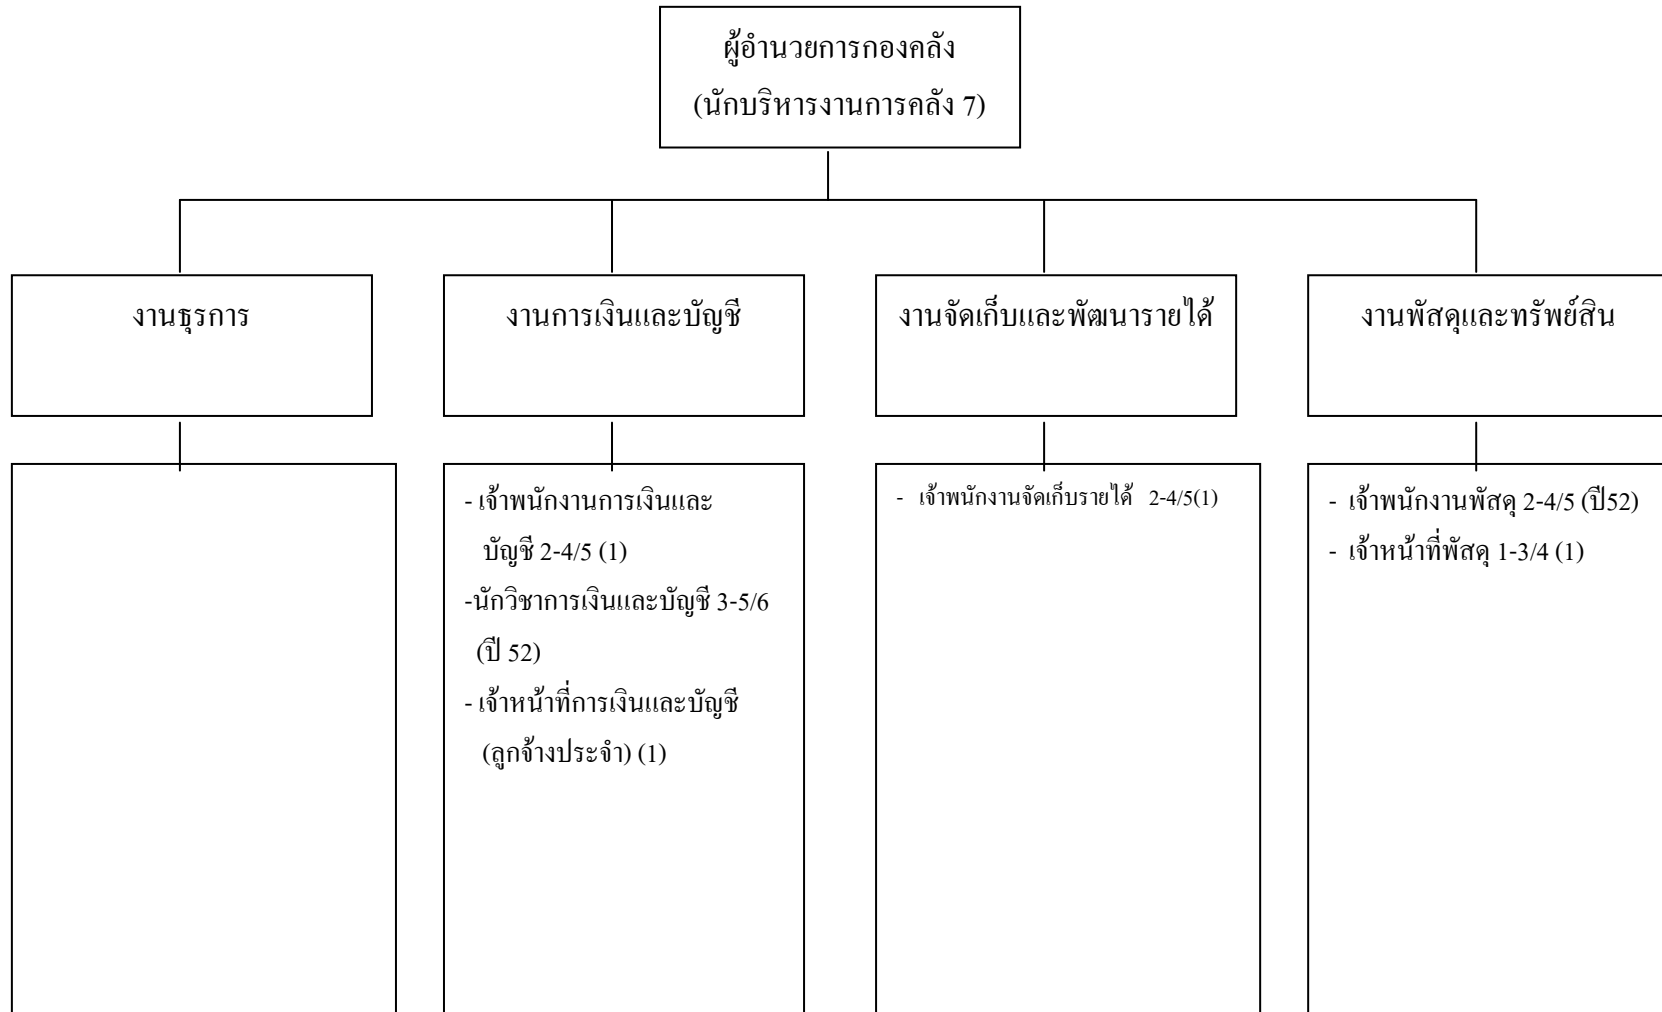 ผู้อำนวยการกองคลัง
(นักบริหารงานการคลัง 7)
งานธุรการ
งานการเงินและบัญชี
งานจัดเก็บและพัฒนารายได้
งานพัสดุและทรัพย์สิน
- เจ้าพนักงานการเงินและ
บัญชี 2-4/5 (1)
-นักวิชาการเงินและบัญชี 3-5/6
(ปี 52)
- เจ้าหน้าที่การเงินและบัญชี
(ลูกจ้างประจำ) (1)
- เจ้าพนักงานจัดเก็บรายได้ 2-4/5(1)
- เจ้าพนักงานพัสดุ 2-4/5 (ปี52)
- เจ้าหน้าที่พัสดุ 1-3/4 (1)